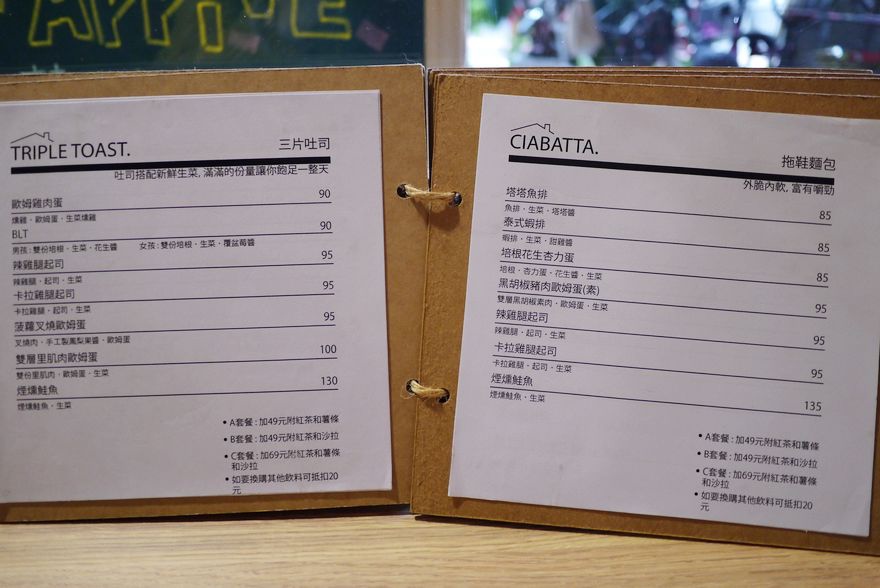 TRIPLE TOAST.
三片吐司
吐司搭配新鮮生菜, 滿滿的份量讓你飽足一整天
歐姆雞肉蛋 90
燻雞、歐姆蛋、生菜燻雞
BLT 90
男孩 : 雙份培根、生菜、花生醬 女孩 : 雙份培根、生菜、覆盆莓醬
辣雞腿起司 95
辣雞腿、起司、生菜
卡拉雞腿起司 95
卡拉雞腿、起司、生菜
菠蘿叉燒歐姆蛋 95
叉燒肉、手工製鳳梨果醬、歐姆蛋
雙層里肌肉歐姆蛋 100
雙份里肌肉、歐姆蛋、生菜
煙燻鮭魚 130
煙燻鮭魚、生菜
• A套餐 : 加49元附紅茶和薯條
• B套餐 : 加49元附紅茶和沙拉
• C套餐 : 加69元附紅茶和薯條
和沙拉
• 如要換購其他飲料可抵扣20
元
CIABATTA.
拖鞋麵包
外脆內軟, 富有嚼勁
塔塔魚排 85
魚排、生菜、塔塔醬
泰式蝦排 85
蝦排、生菜、甜雞醬
培根花生杏力蛋 85
培根、杏力蛋、花生醬、生菜
黑胡椒豬肉歐姆蛋(素) 95
雙層黑胡椒素肉、歐姆蛋、生菜
辣雞腿起司 95
辣雞腿、起司、生菜
卡拉雞腿起司 95
卡拉雞腿、起司、生菜
煙燻鮭魚 135
煙燻鮭魚、生菜
• A套餐 : 加49元附紅茶和薯條
• B套餐 : 加49元附紅茶和沙拉
• C套餐 : 加69元附紅茶和薯條
和沙拉
• 如要換購其他飲料可抵扣20
元